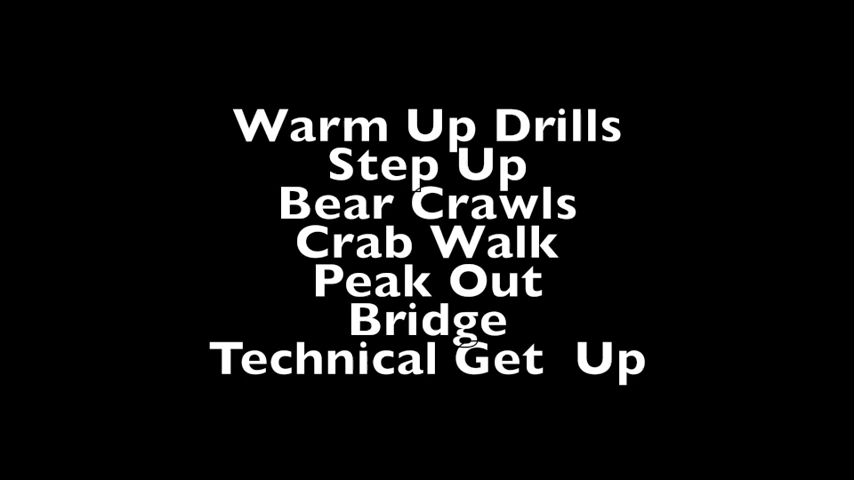 Warm Up Drills
Step Up
Bear Crawls
Crab Walk
Peak Out
Bridge
Technical Get  Up